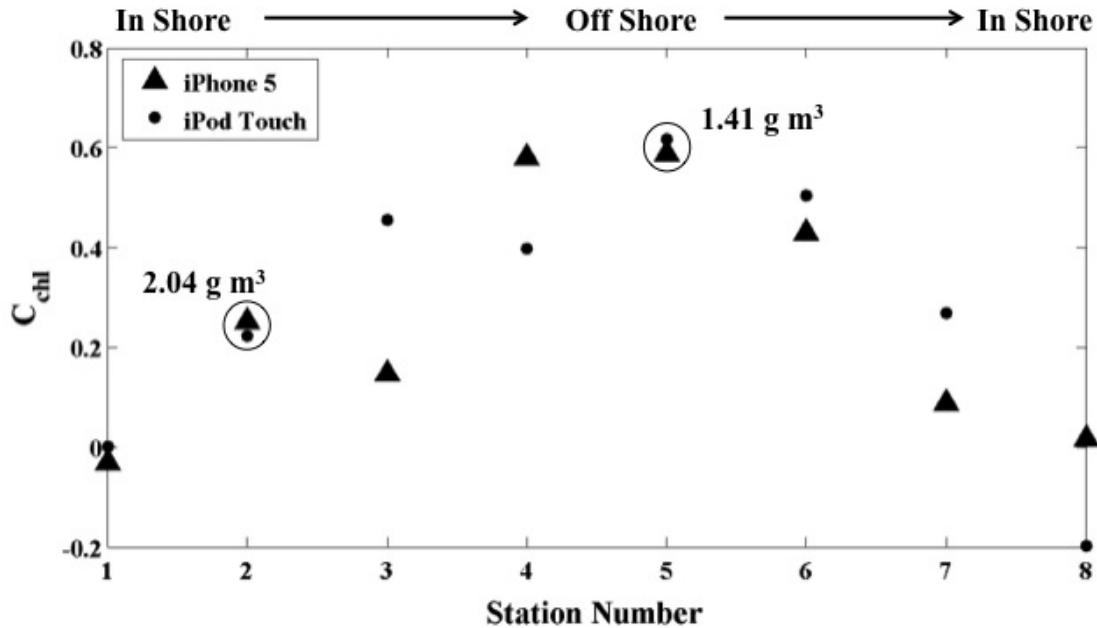 In Shore Off Shore In Shore
0.8
iPhone 5
iPod Touch
1.41 g m³
0.6
0.4
2.04 g m³
C_chl
0.2
0
-0.2
1 2 3 4 5 6 7 8
Station Number